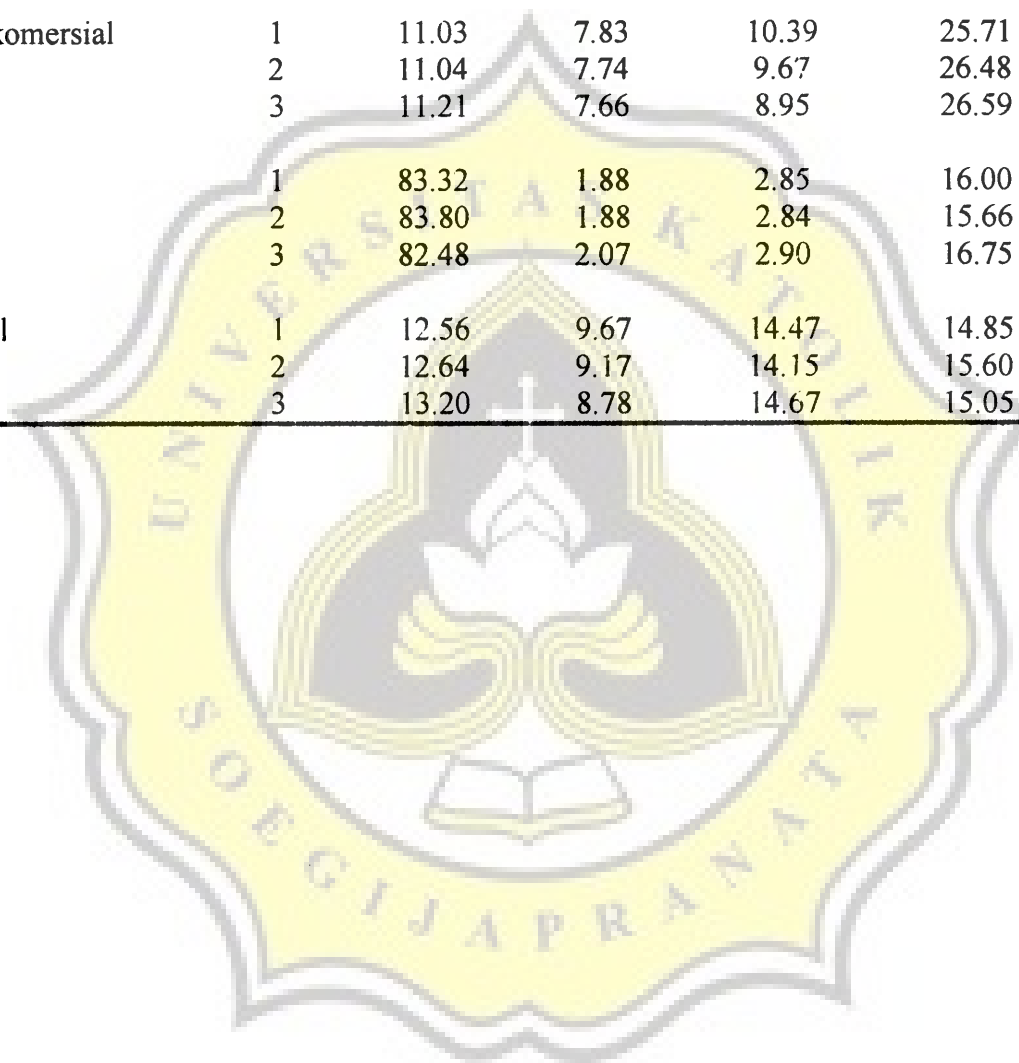 komersial 1 11.03 7.83 10.39 25.71
2 11.04 7.74 9.67 26.48
3 11.21 7.66 8.95 26.59
1 83.32 1.88 2.85 16.00
2 83.80 1.88 2.84 15.66
3 82.48 2.07 2.90 16.75
l 1 12.56 9.67 14.47 14.85
2 12.64 9.17 14.15 15.60
3 13.20 8.78 14.67 15.05
UNIVERSITAS KATOLIK
SOEGIJAPRANATA